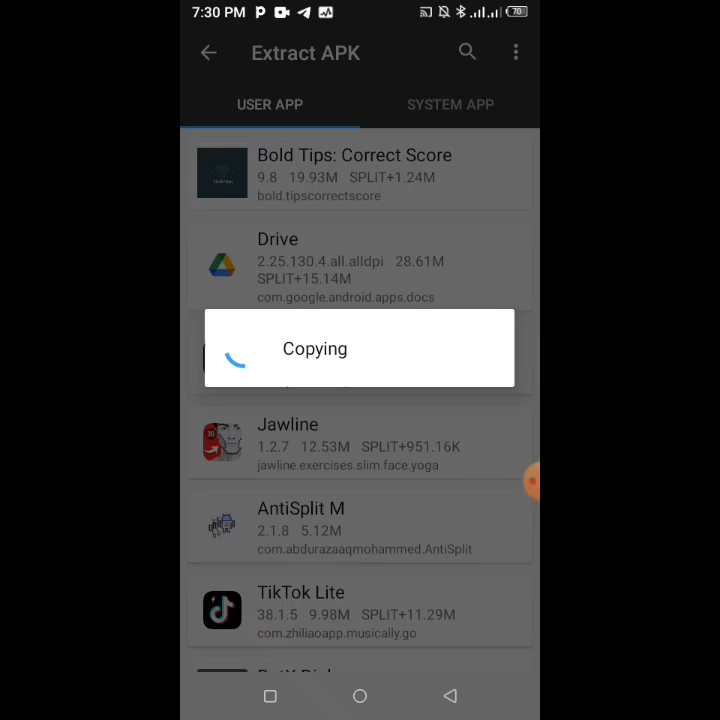 7:30 PM
70
Extract APK
USER APP
SYSTEM APP
Bold Tips: Correct Score
9.8 19.93M SPLIT+1.24M
bold.tipscorrectscore
Drive
2.25.130.4.all.alldpi 28.61M
SPLIT+15.14M
com.google.android.apps.docs
Copying
Jawline
30
1.2.7 12.53M SPLIT+951.16K
jawline.exercises.slim.face.yoga
AntiSplit M
2.1.8 5.12M
com.abdurazaaqmohammed.AntiSplit
TikTok Lite
38.1.5 9.98M SPLIT+11.29M
com.zhiliaoapp.musically.go